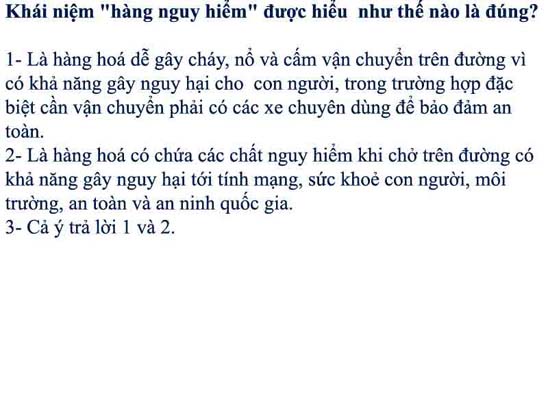 Khái niệm "hàng nguy hiểm" được hiểu như thế nào là đúng?
1- Là hàng hoá dễ gây cháy, nổ và cấm vận chuyển trên đường vì
có khả năng gây nguy hại cho con người, trong trường hợp đặc
biệt cần vận chuyển phải có các xe chuyên dùng để bảo đảm an
toàn.
2- Là hàng hoá có chứa các chất nguy hiểm khi chở trên đường có
khả năng gây nguy hại tới tính mạng, sức khoẻ con người, môi
trường, an toàn và an ninh quốc gia.
3- Cả ý trả lời 1 và 2.